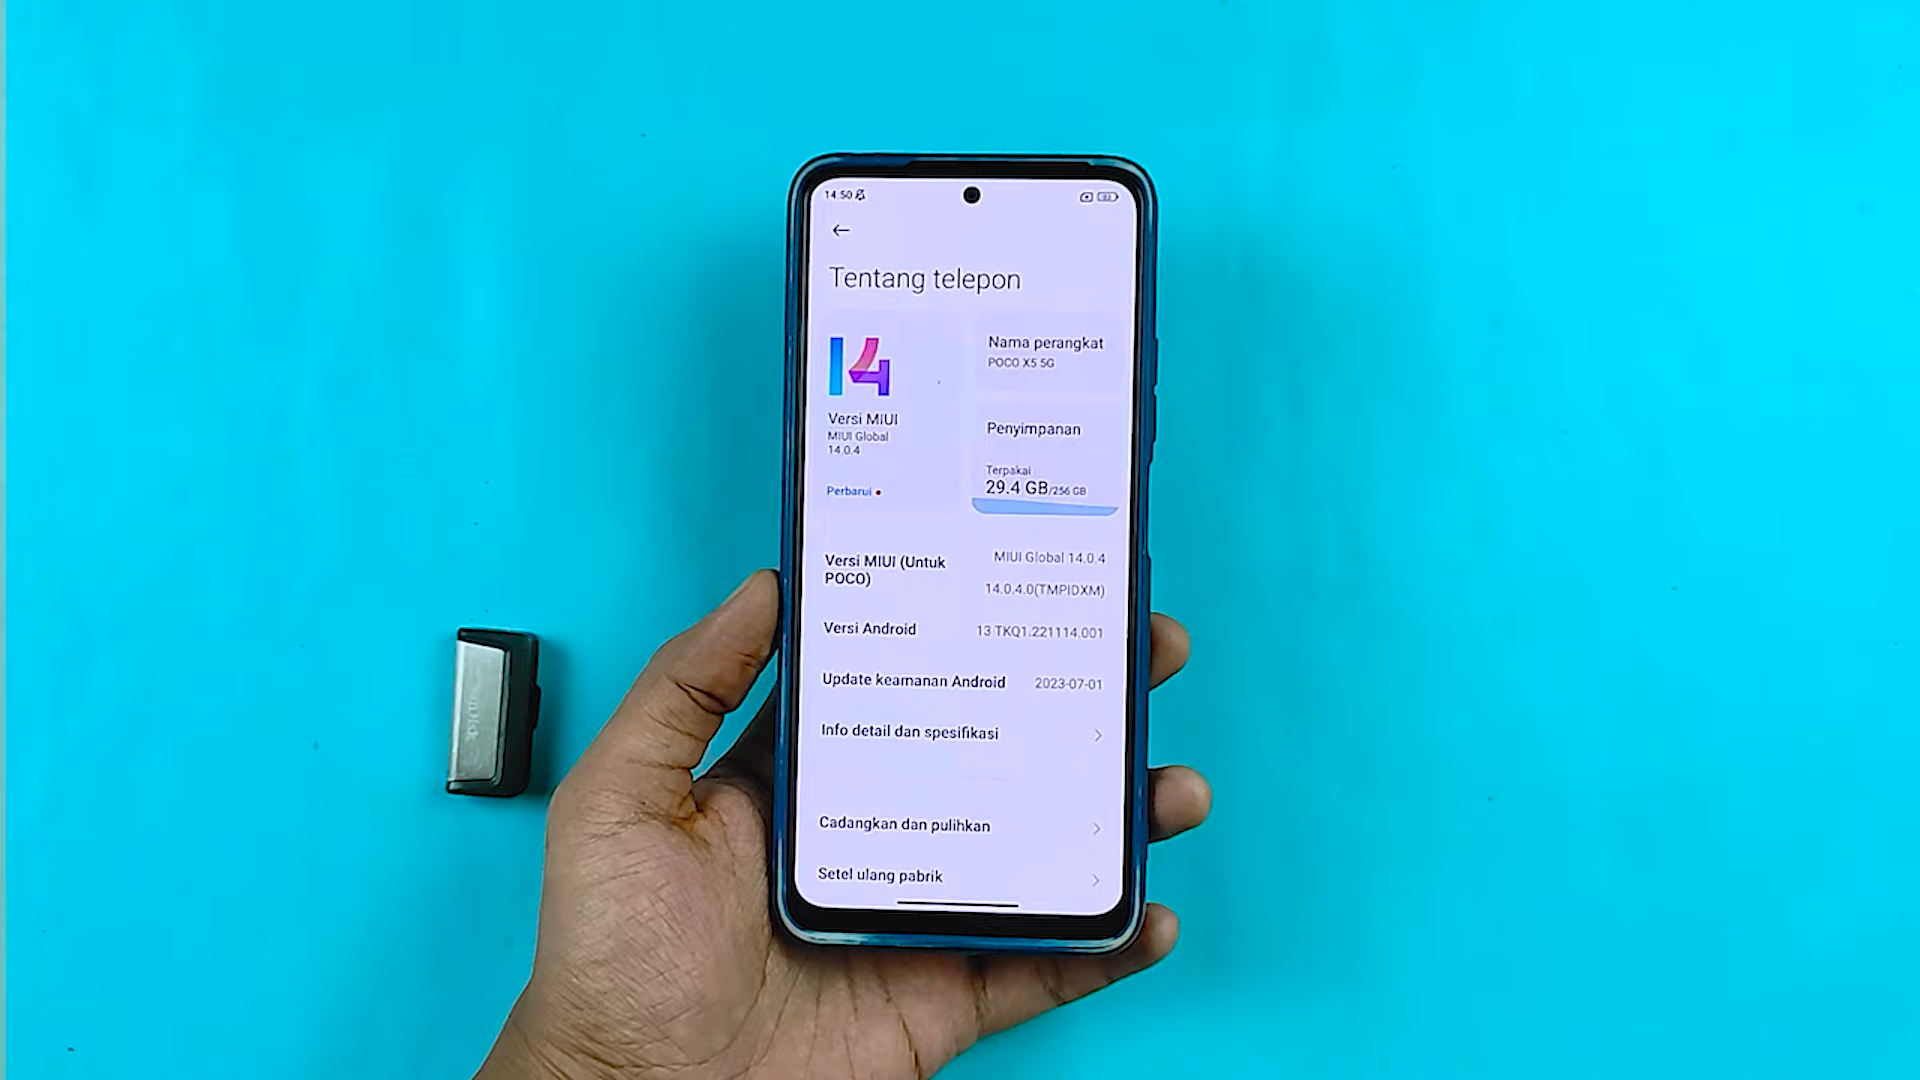 14:50
Tentang telepon
14
Versi MIUI
MIUI Global
14.0.4
Perbarui
Nama perangkat
POCO X5 5G
Penyimpanan
Terpakai
29.4 GB/256 GB
Versi MIUI (Untuk
POCO)
MIUI Global 14.0.4
14.0.4.0(TMPIDXM)
Versi Android
13 TKQ1.221114.001
Update keamanan Android
2023-07-01
Info detail dan spesifikasi
Cadangkan dan pulihkan
Setel ulang pabrik
SanDisk